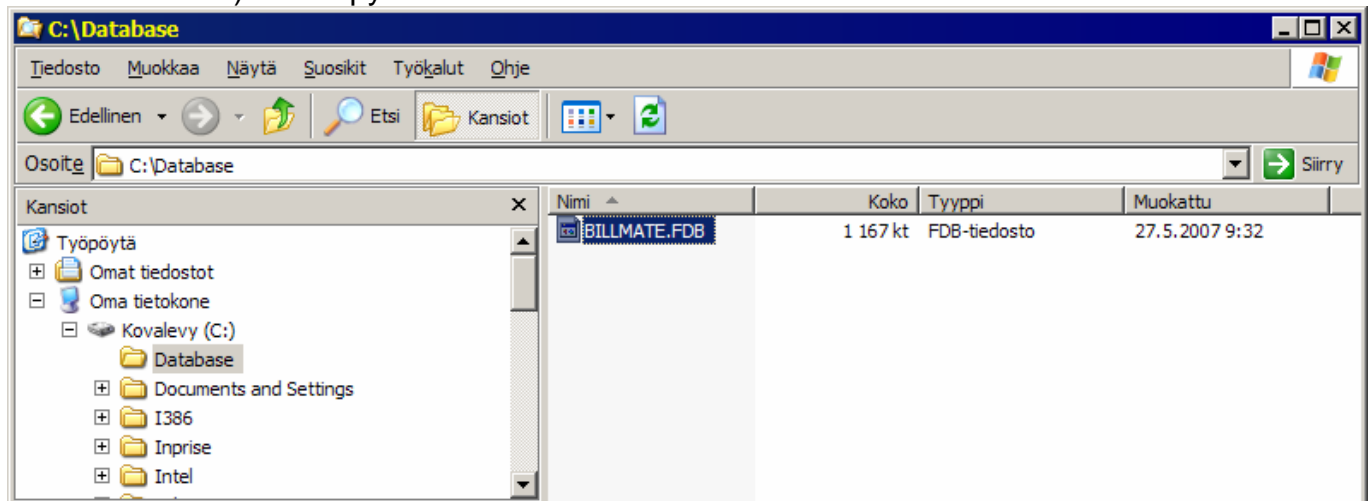 C:\Database
Tiedosto Muokkaa Näytä Suosikit Työkalut Ohje
Edellinen Etsi Kansiot
Osoite C:\Database Siirry
Kansiot
Nimi Koko Tyyppi Muokattu
BILLMATE.FDB 1 167 kt FDB-tiedosto 27.5.2007 9:32
Työpöytä
Omat tiedostot
Oma tietokone
Kovalevy (C:)
Database
Documents and Settings
I386
Inprise
Intel